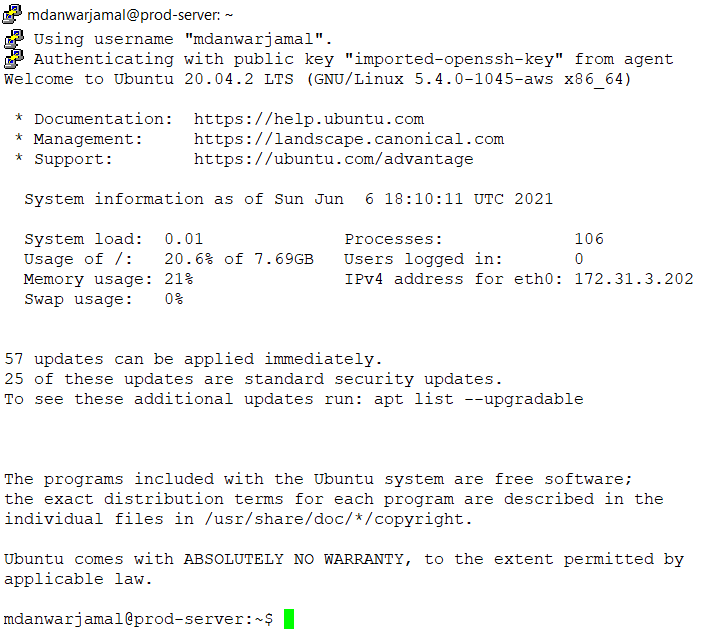 mdanwarjamal@prod-server: ~
Using username "mdanwarjamal".
Authenticating with public key "imported-openssh-key" from agent
Welcome to Ubuntu 20.04.2 LTS (GNU/Linux 5.4.0-1045-aws x86_64)

 * Documentation:  https://help.ubuntu.com
 * Management:     https://landscape.canonical.com
 * Support:        https://ubuntu.com/advantage

  System information as of Sun Jun  6 18:10:11 UTC 2021

  System load:  0.01              Processes:             106
  Usage of /:   20.6% of 7.69GB   Users logged in:       0
  Memory usage: 21%               IPv4 address for eth0: 172.31.3.202
  Swap usage:   0%


57 updates can be applied immediately.
25 of these updates are standard security updates.
To see these additional updates run: apt list --upgradable



The programs included with the Ubuntu system are free software;
the exact distribution terms for each program are described in the
individual files in /usr/share/doc/*/copyright.

Ubuntu comes with ABSOLUTELY NO WARRANTY, to the extent permitted by
applicable law.

mdanwarjamal@prod-server:~$